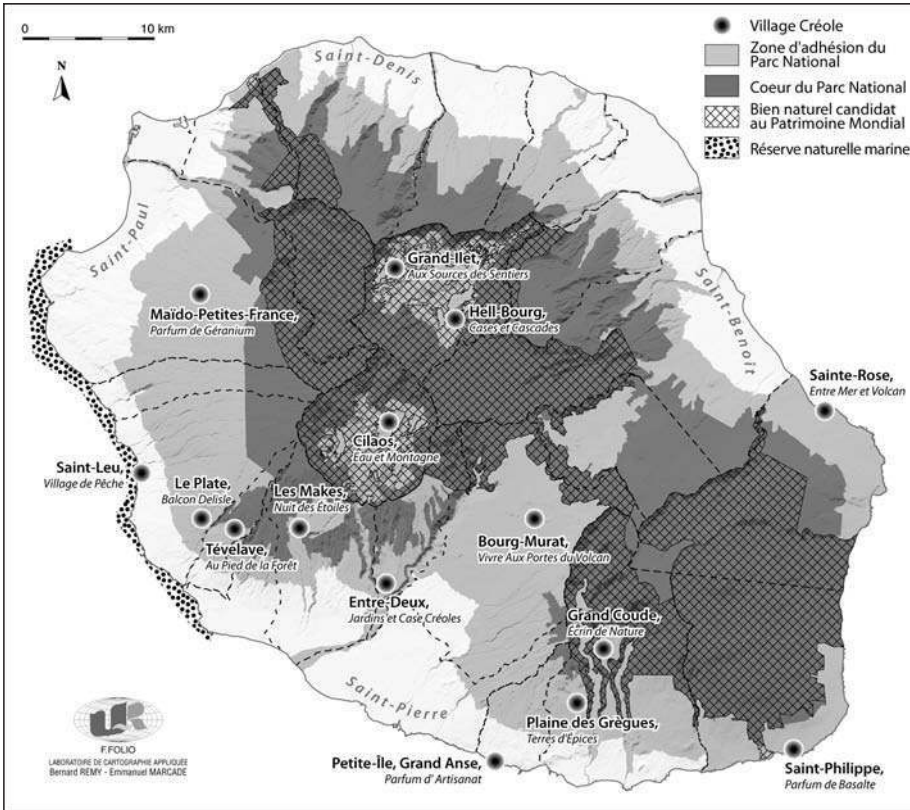 0 10 km
N
Village Créole
Zone d'adhésion du
Parc National
Coeur du Parc National
Bien naturel candidat
au Patrimoine Mondial
Réserve naturelle marine
Saint-Denis
Saint-Paul
Grand-Ilet,
Aux Sources des Sentiers
Maïdo-Petites-France,
Parfum de Géranium
Hell-Bourg,
Cases et Cascades
Saint-Benoit
Sainte-Rose,
Entre Mer et Volcan
Cilaos,
Eau et Montagne
Saint-Leu,
Village de Pêche
Le Plate,
Balcon Delisle
Les Makes,
Nuit des Étoiles
Tévelave,
Au Pied de la Forêt
Bourg-Murat,
Vivre Aux Portes du Volcan
Entre-Deux,
Jardins et Case Créoles
Grand Coude,
Écrin de Nature
Saint-Pierre
Plaine des Grègues,
Terres d'Épices
Petite-Île, Grand Anse,
Parfum d' Artisanat
Saint-Philippe,
Parfum de Basalte
UR
F.FOLIO
LABORATOIRE DE CARTOGRAPHIE APPLIQUÉE
Bernard RÉMY - Emmanuel MARCADÉ